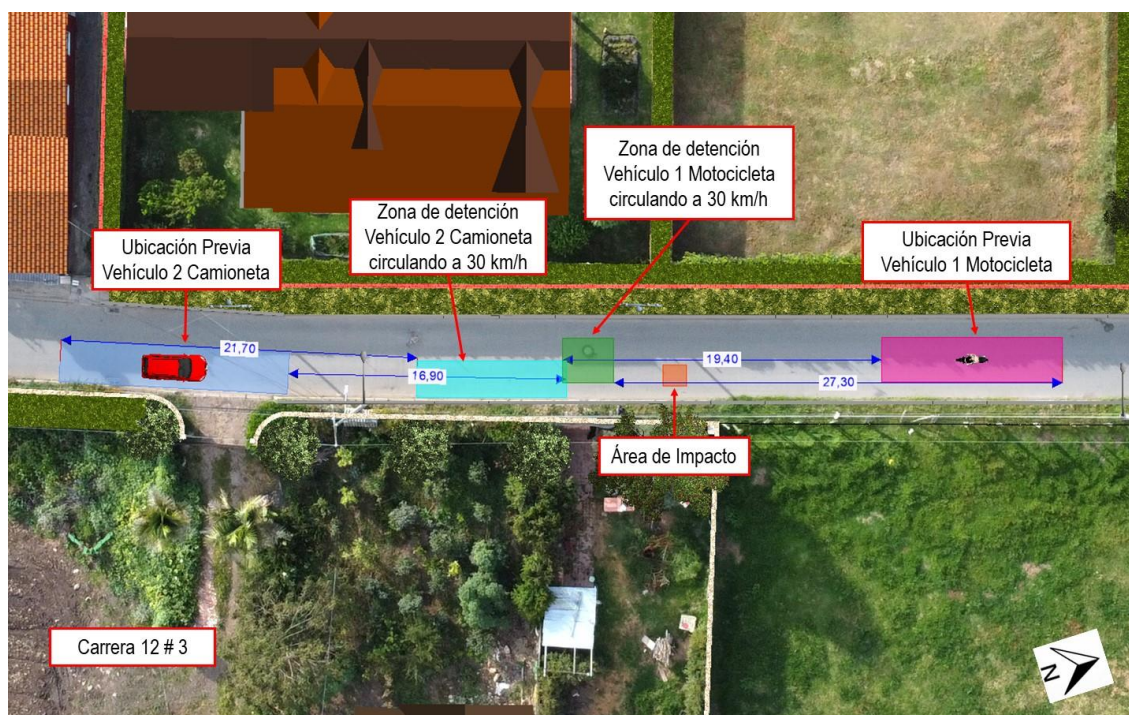 Zona de detención
Vehículo 1 Motocicleta
circulando a 30 km/h
Zona de detención
Vehículo 2 Camioneta
circulando a 30 km/h
Ubicación Previa
Vehículo 2 Camioneta
Ubicación Previa
Vehículo 1 Motocicleta
21,70
19,40
16,90
27,30
Área de Impacto
Carrera 12 # 3
N